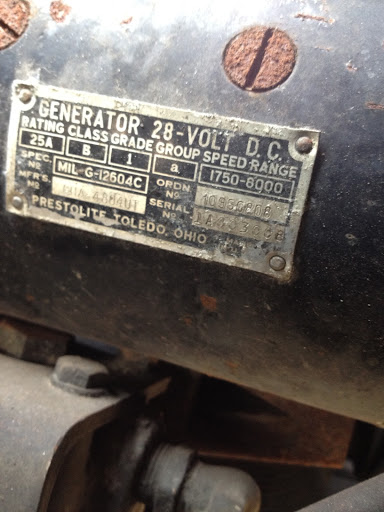 GENERATOR 28-VOLT D.C.
RATING CLASS GRADE GROUP SPEED RANGE
25A B 1 a 1750-8000
SPEC. Nº MIL G-12604C ORDN. Nº
MFR'S. Nº SERIAL Nº
PRESTOLITE, TOLEDO, OHIO